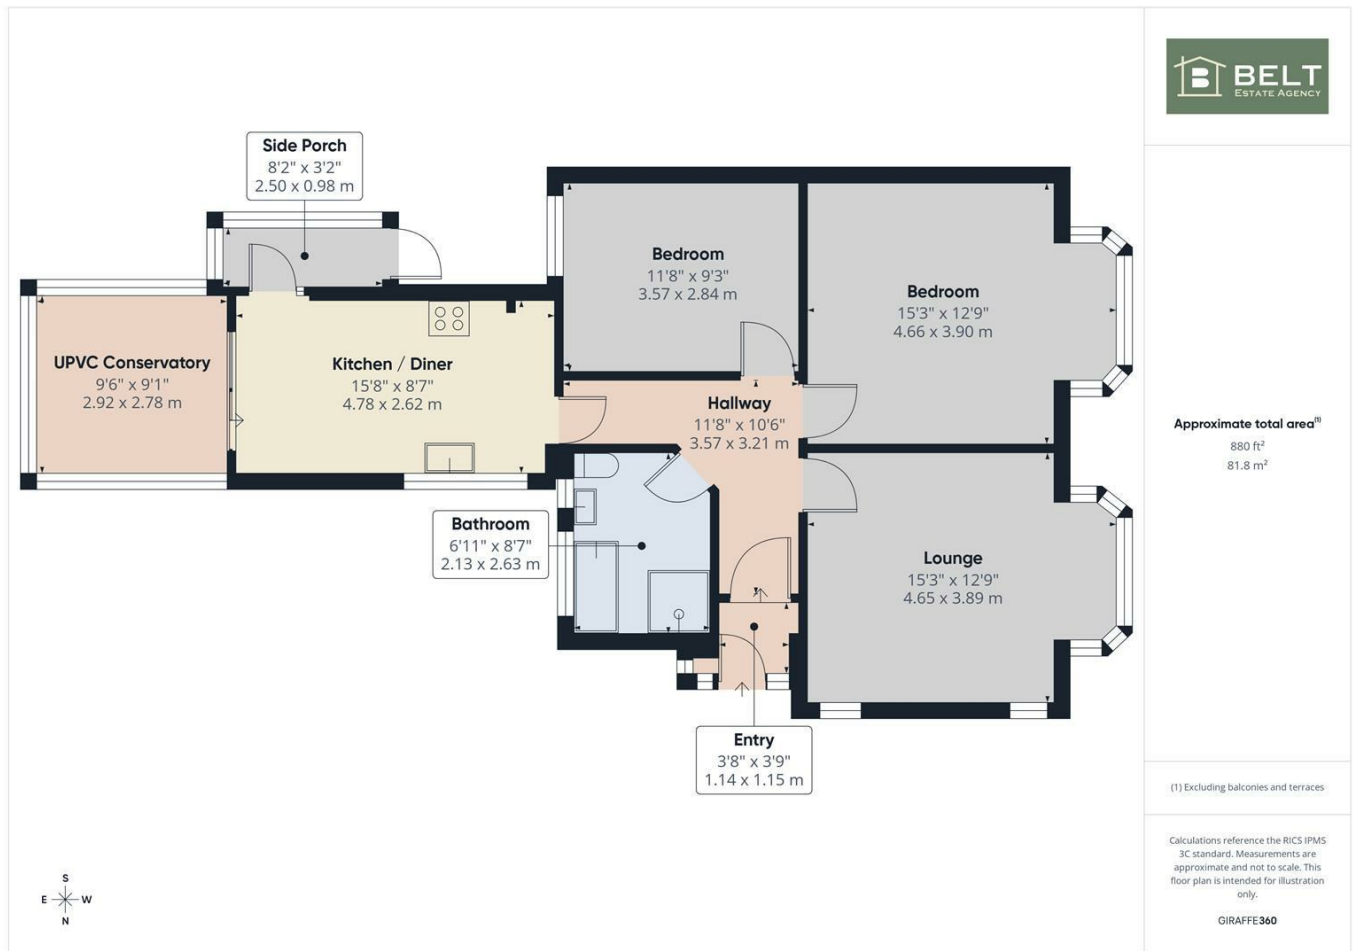 BELT
ESTATE AGENCY
Side Porch
8'2" x 3'2"
2.50 x 0.98 m
Bedroom
11'8" x 9'3"
3.57 x 2.84 m
Bedroom
15'3" x 12'9"
4.66 x 3.90 m
UPVC Conservatory
9'6" x 9'1"
2.92 x 2.78 m
Kitchen / Diner
15'8" x 8'7"
4.78 x 2.62 m
Hallway
11'8" x 10'6"
3.57 x 3.21 m
Bathroom
6'11" x 8'7"
2.13 x 2.63 m
Lounge
15'3" x 12'9"
4.65 x 3.89 m
Entry
3'8" x 3'9"
1.14 x 1.15 m
Approximate total area(1)
880 ft²
81.8 m²
(1) Excluding balconies and terraces
Calculations reference the RICS IPMS
3C standard. Measurements are
approximate and not to scale. This
floor plan is intended for illustration
only.
GIRAFFE360
S
E W
N